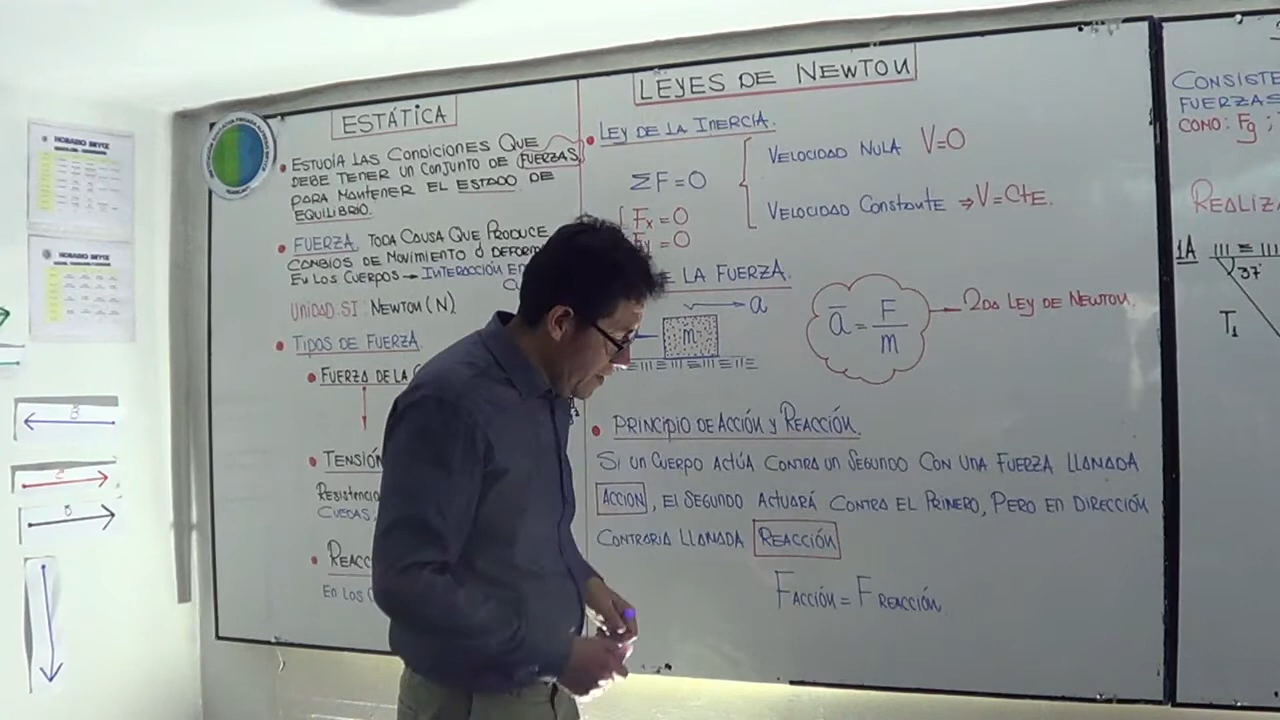 ESTÁTICA
• ESTUDIA LAS CONDICIONES QUE
DEBE TENER UN CONJUNTO DE FUERZAS
PARA MANTENER EL ESTADO DE
EQUILIBRIO.
• FUERZA. TODA CAUSA QUE PRODUCE
CAMBIOS DE MOVIMIENTO Ó DEFORM
EN LOS CUERPOS → INTERACCIÓN EN
UNIDAD SI: NEWTON (N)
• TIPOS DE FUERZA.
• FUERZA DE LA
• TENSIÓN
RESISTENCIA
CUERDAS,
• REACC
EN LOS
LEYES DE NEWTON
• LEY DE LA INERCIA.
ΣF = 0
Fx = 0
Fy = 0
VELOCIDAD NULA V=0
VELOCIDAD CONSTANTE ⇒ V=CTE.
DE LA FUERZA.
a
m
a = F/m
2DA LEY DE NEWTON.
• PRINCIPIO DE ACCIÓN Y REACCIÓN.
SI UN CUERPO ACTÚA CONTRA UN SEGUNDO CON UNA FUERZA LLAMADA
ACCION, EL SEGUNDO ACTUARÁ CONTRA EL PRIMERO, PERO EN DIRECCIÓN
CONTRARIA LLAMADA REACCIÓN
F ACCIÓN = F REACCIÓN
CONSISTE
FUERZAS
COMO: Fg ;
REALIZA
1A
37°
T1
HORARIO BRYCE
B
C